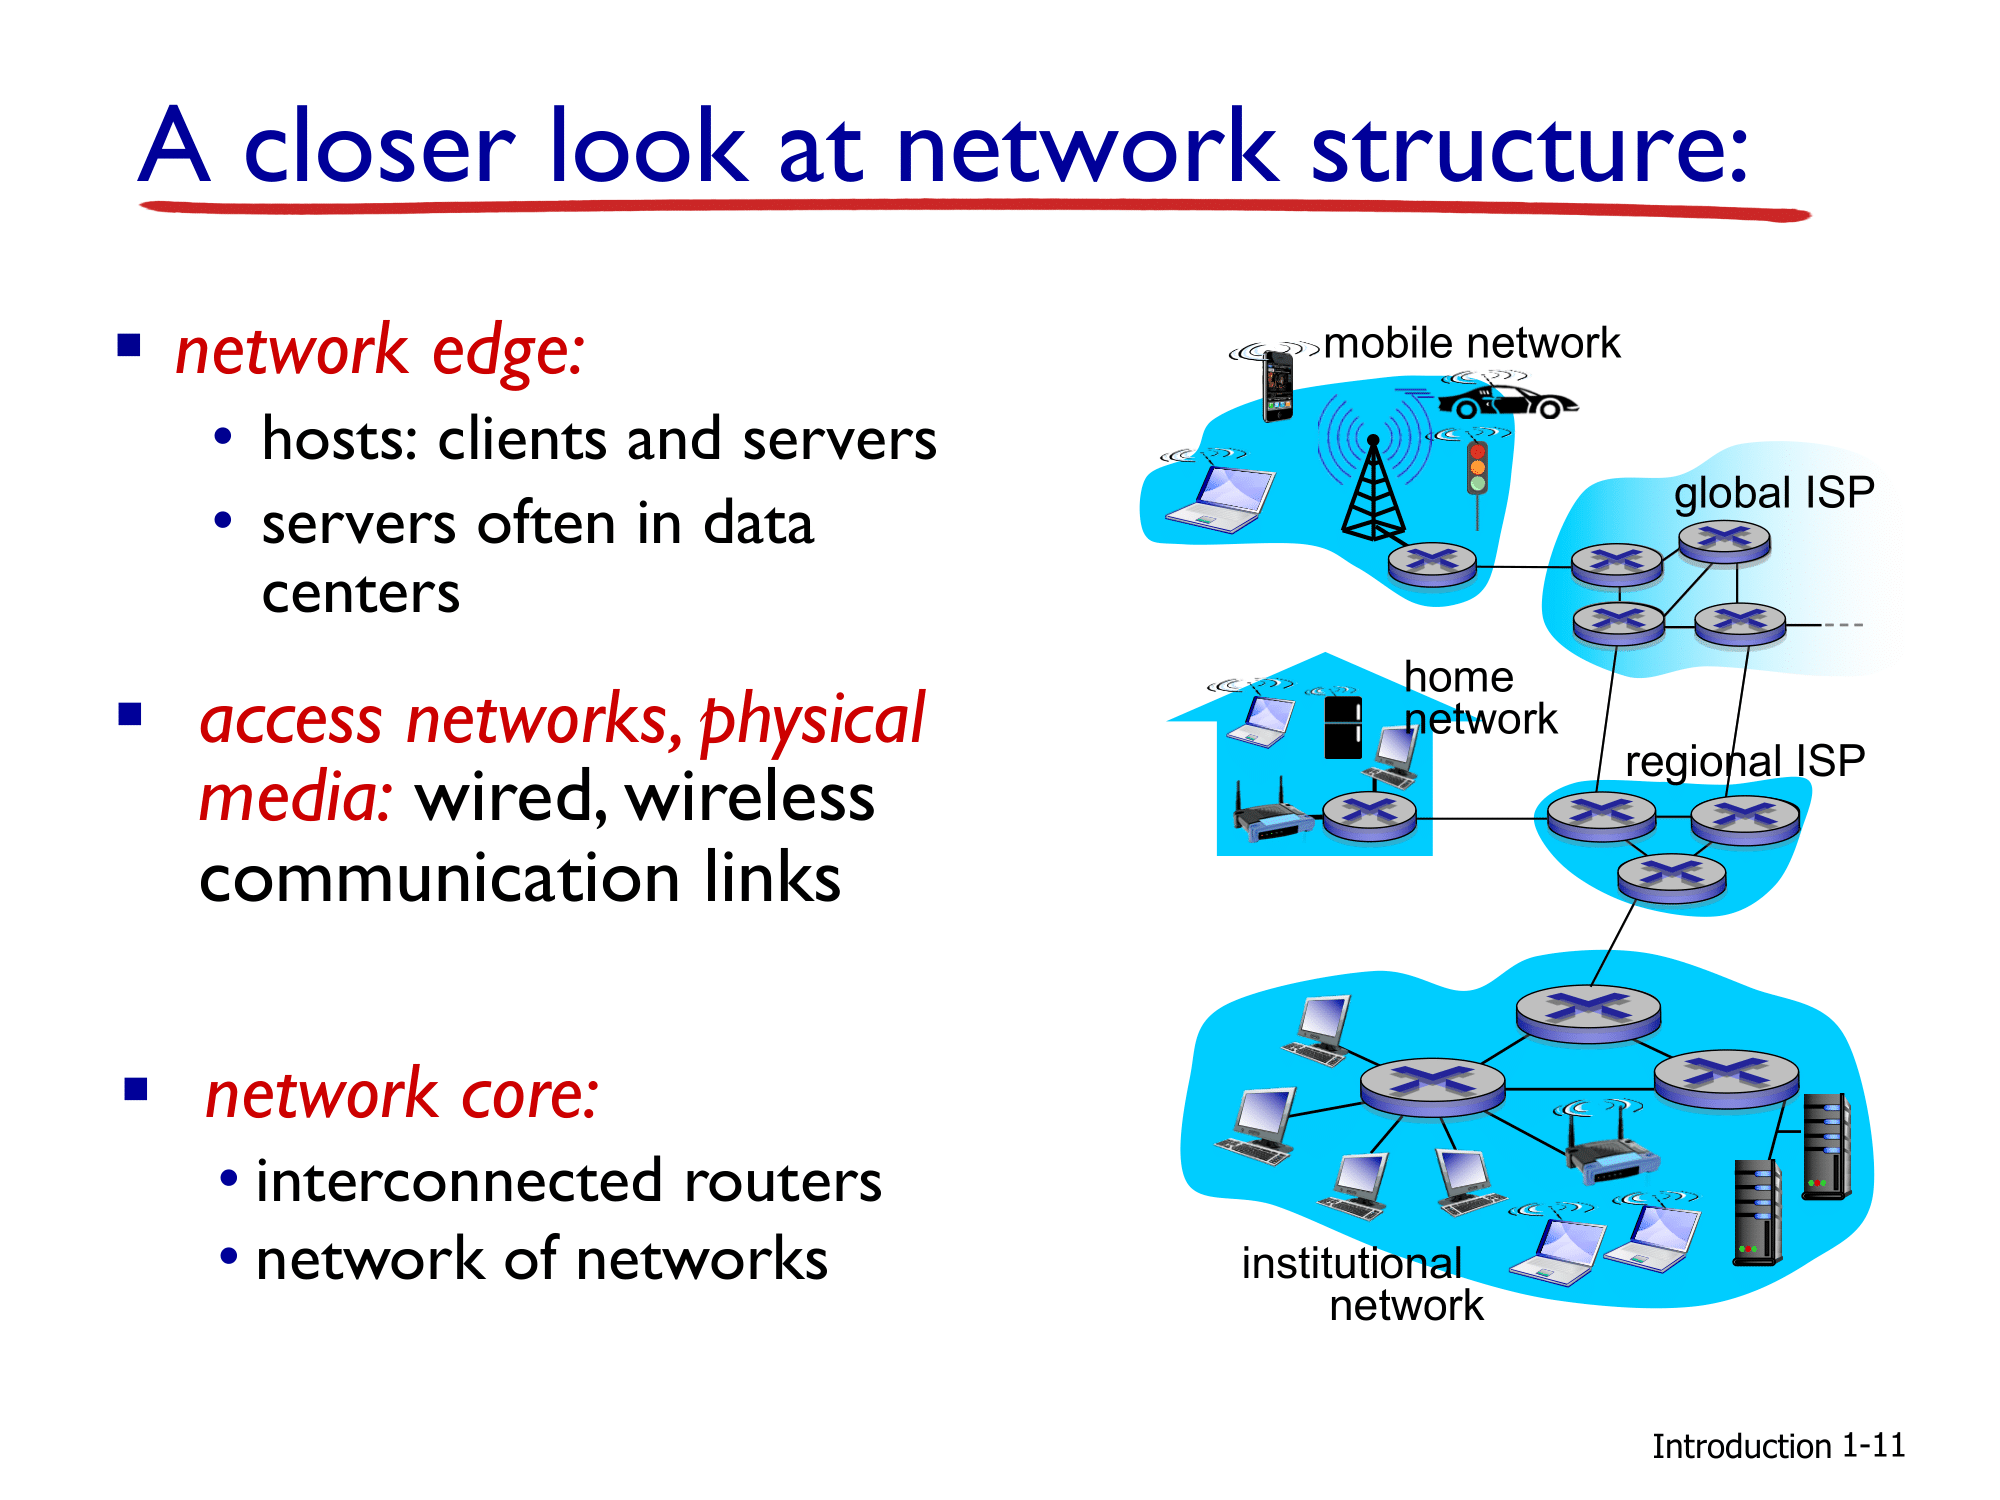 A closer look at network structure:
network edge:
hosts: clients and servers
servers often in data
centers
access networks, physical
media: wired, wireless
communication links
network core:
interconnected routers
network of networks
mobile network
global ISP
home
network
regional ISP
institutional
network
Introduction 1-11